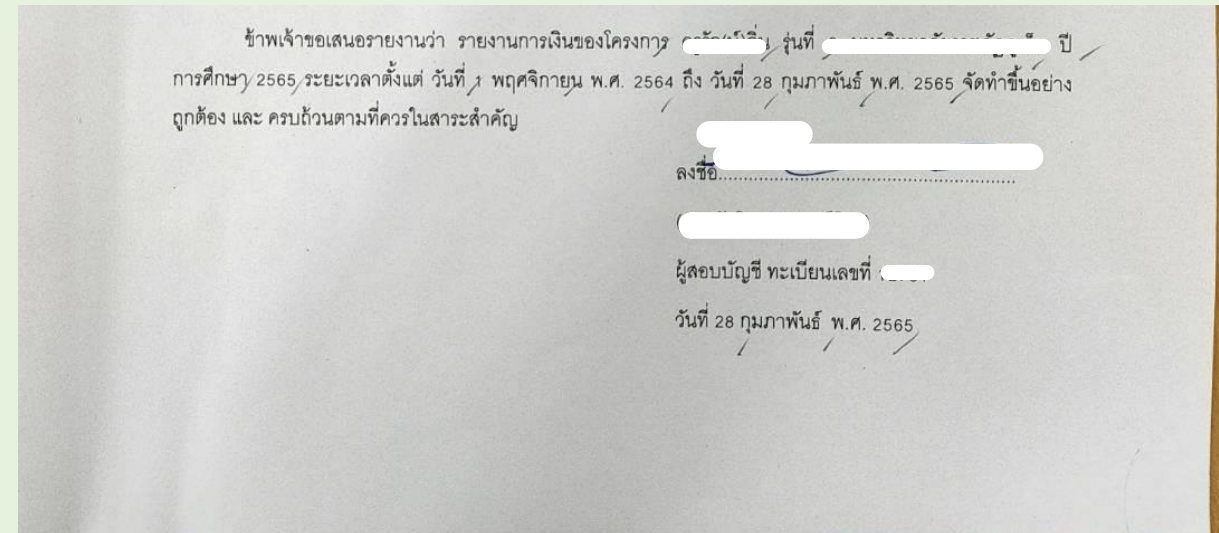 ข้าพเจ้าขอเสนอรายงานว่า รายงานการเงินของโครงการ รุ่นที่ ปี
การศึกษา 2565 ระยะเวลาตั้งแต่ วันที่ 1 พฤศจิกายน พ.ศ. 2564 ถึง วันที่ 28 กุมภาพันธ์ พ.ศ. 2565 จัดทำขึ้นอย่าง
ถูกต้อง และ ครบถ้วนตามที่ควรในสาระสำคัญ
ลงชื่อ............................................................
ผู้สอบบัญชี ทะเบียนเลขที่
วันที่ 28 กุมภาพันธ์ พ.ศ. 2565